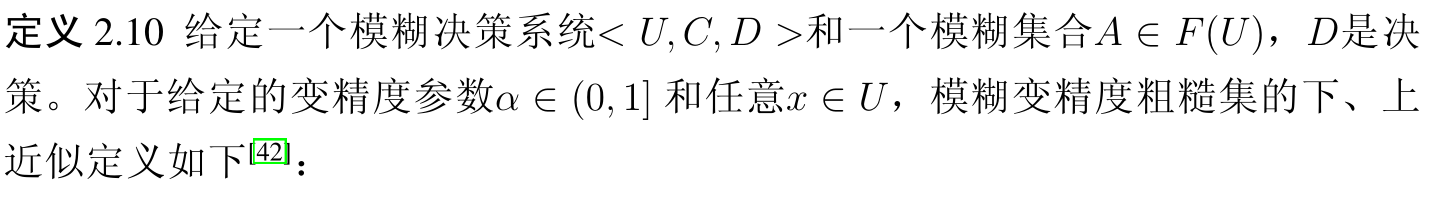 定义 2.10 给定一个模糊决策系统< U, C, D >和一个模糊集合A ∈ F(U)，D是决
策。对于给定的变精度参数α ∈ (0, 1] 和任意x ∈ U，模糊变精度粗糙集的下、上
近似定义如下[42]：